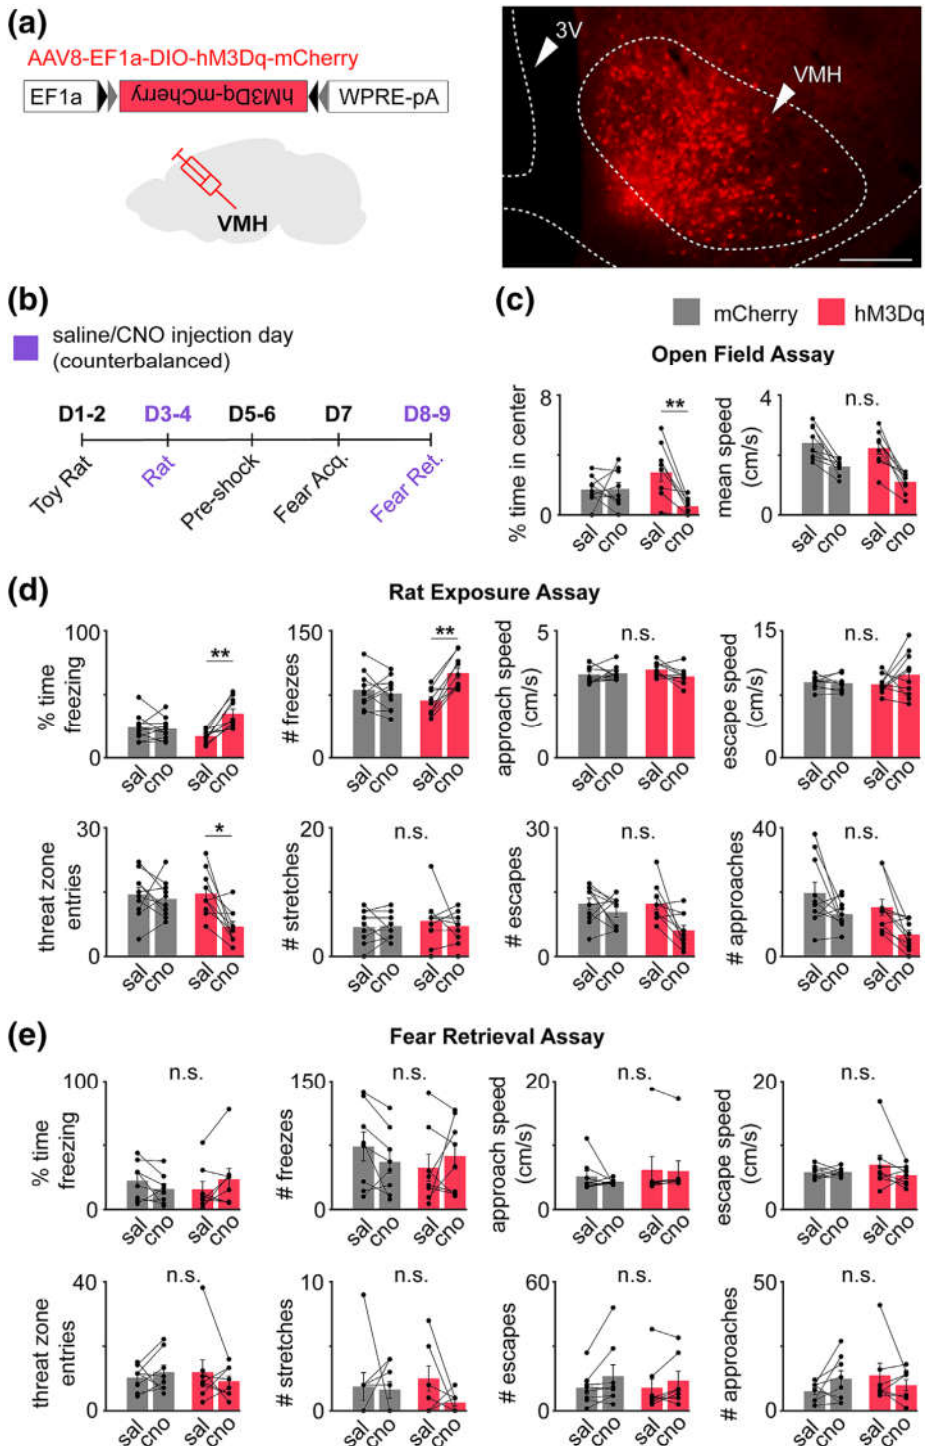 (a)
AAV8-EF1a-DIO-hM3Dq-mCherry
EF1a
hM3Dq-mCherry
WPRE-pA
VMH
3V
VMH
(b)
saline/CNO injection day
(counterbalanced)
D1-2 D3-4 D5-6 D7 D8-9
Toy Rat Rat Pre-shock Fear Acq. Fear Ret.
(c)
mCherry hM3Dq
Open Field Assay
% time in center
8
0
**
sal cno sal cno
mean speed
(cm/s)
4
2
0
n.s.
sal cno sal cno
(d)
Rat Exposure Assay
% time
freezing
100
0
**
sal cno sal cno
# freezes
150
0
**
sal cno sal cno
approach speed
(cm/s)
5
0
n.s.
sal cno sal cno
escape speed
(cm/s)
15
0
n.s.
sal cno sal cno
threat zone
entries
30
0
*
sal cno sal cno
# stretches
20
0
n.s.
sal cno sal cno
# escapes
30
0
n.s.
sal cno sal cno
# approaches
40
0
n.s.
sal cno sal cno
(e)
Fear Retrieval Assay
% time
freezing
100
0
n.s.
sal cno sal cno
# freezes
150
0
n.s.
sal cno sal cno
approach speed
(cm/s)
20
0
n.s.
sal cno sal cno
escape speed
(cm/s)
20
0
n.s.
sal cno sal cno
threat zone
entries
40
0
n.s.
sal cno sal cno
# stretches
10
0
n.s.
sal cno sal cno
# escapes
60
0
n.s.
sal cno sal cno
# approaches
50
0
n.s.
sal cno sal cno